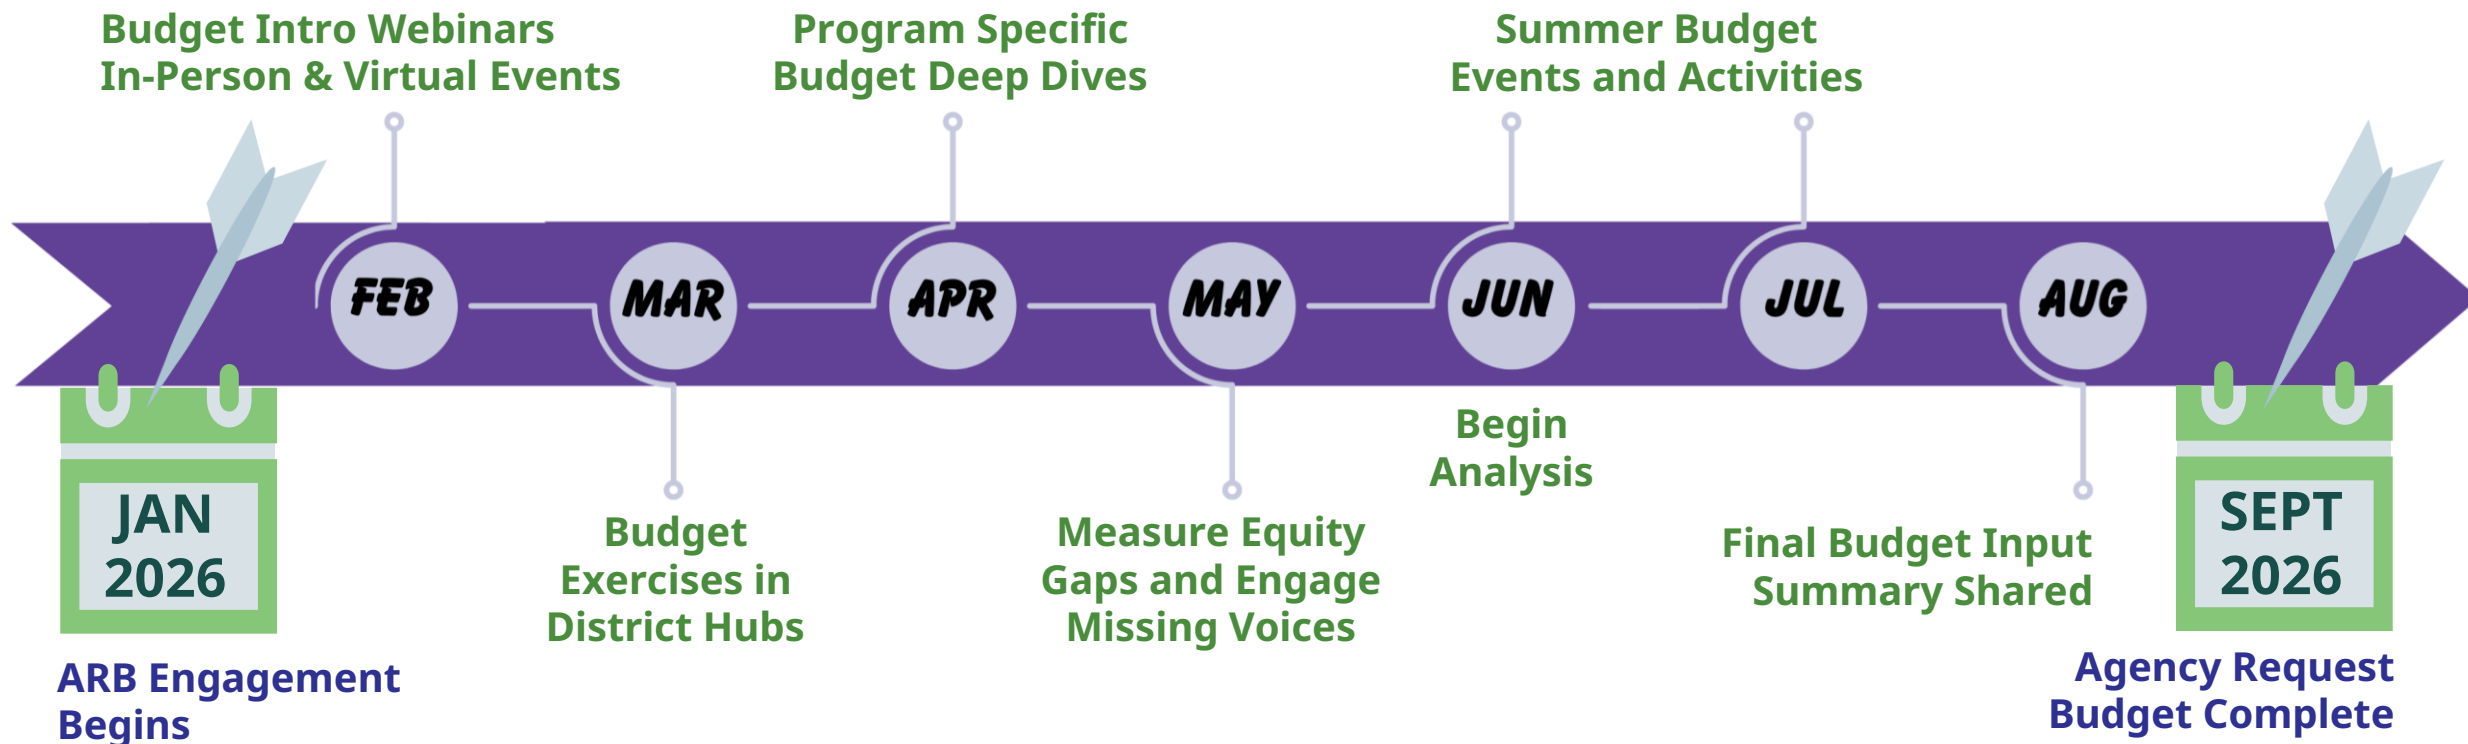 Budget Intro Webinars
In-Person & Virtual Events
Program Specific
Budget Deep Dives
Summer Budget
Events and Activities
FEB
MAR
APR
MAY
JUN
JUL
AUG
JAN
2026
ARB Engagement
Begins
Budget
Exercises in
District Hubs
Measure Equity
Gaps and Engage
Missing Voices
Begin
Analysis
Final Budget Input
Summary Shared
SEPT
2026
Agency Request
Budget Complete